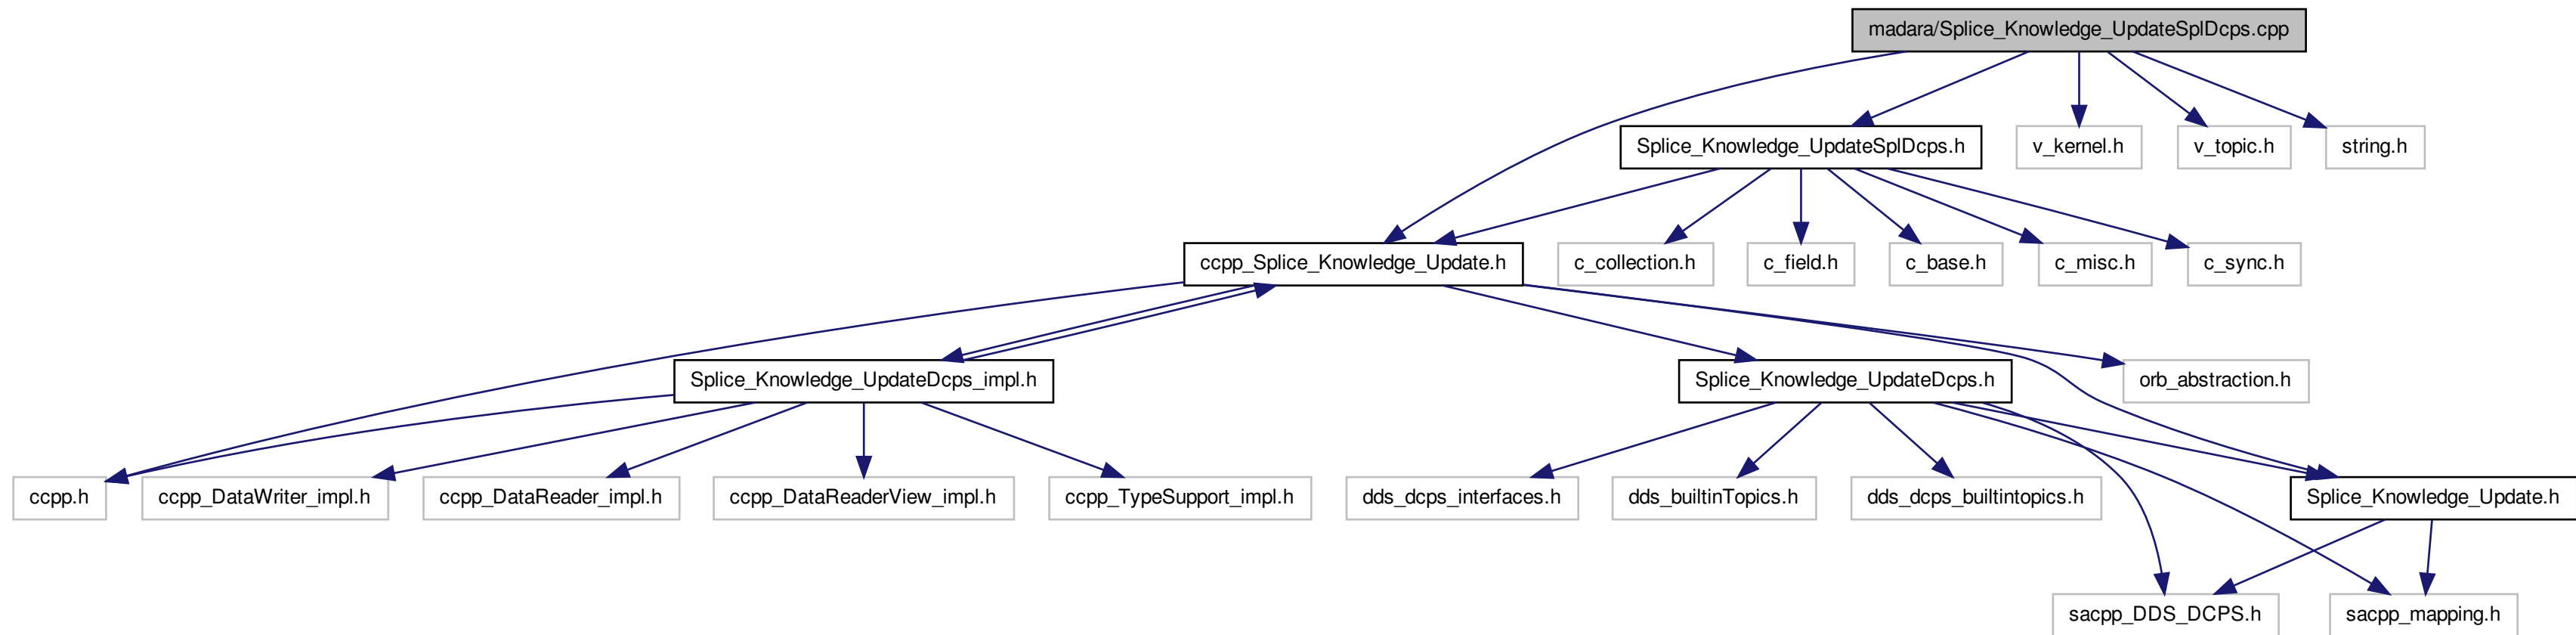 madara/Splice_Knowledge_UpdateSplDcps.cpp
Splice_Knowledge_UpdateSplDcps.h
v_kernel.h
v_topic.h
string.h
ccpp_Splice_Knowledge_Update.h
c_collection.h
c_field.h
c_base.h
c_misc.h
c_sync.h
Splice_Knowledge_UpdateDcps_impl.h
Splice_Knowledge_UpdateDcps.h
orb_abstraction.h
ccpp.h
ccpp_DataWriter_impl.h
ccpp_DataReader_impl.h
ccpp_DataReaderView_impl.h
ccpp_TypeSupport_impl.h
dds_dcps_interfaces.h
dds_builtinTopics.h
dds_dcps_builtintopics.h
Splice_Knowledge_Update.h
sacpp_DDS_DCPS.h
sacpp_mapping.h